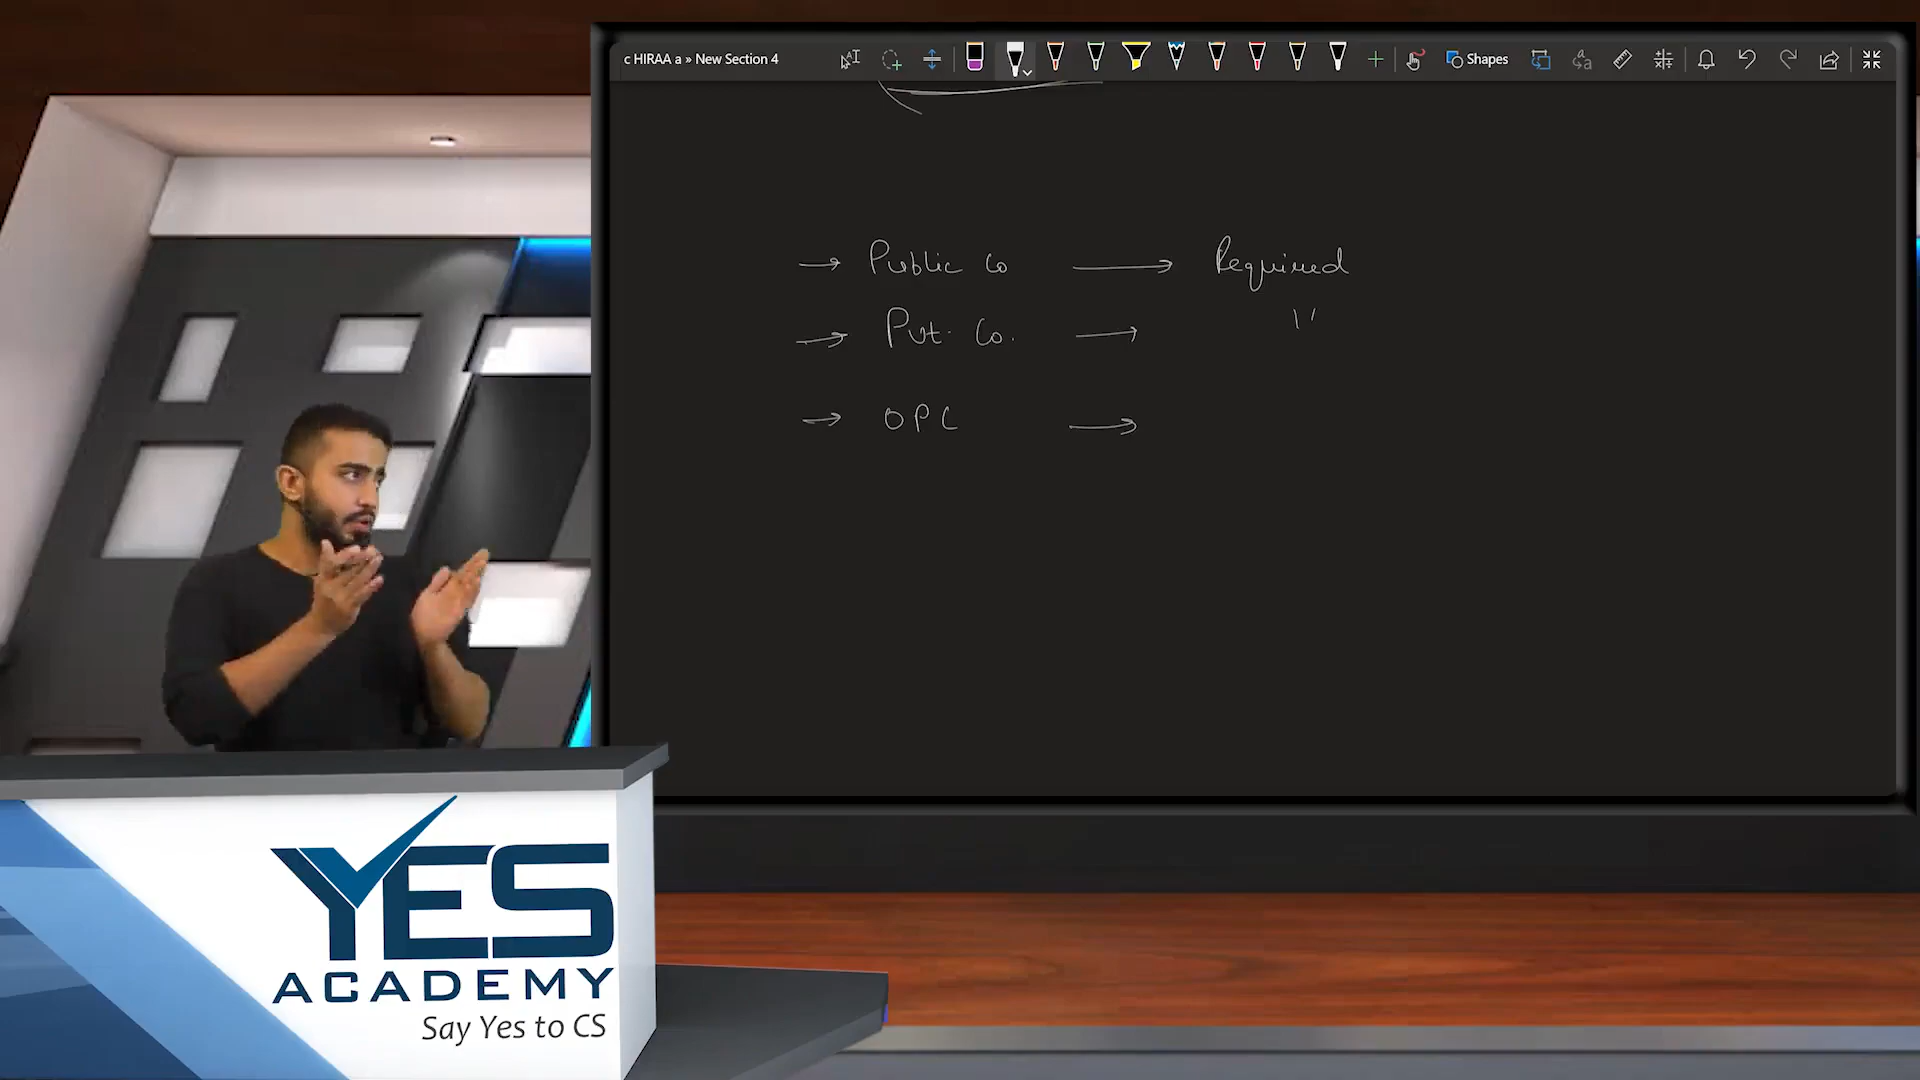 c HIRAA a » New Section 4
Shapes
→ Public Co → Required
→ Pvt. Co. → "
→ OPC →
YES
ACADEMY
Say Yes to CS